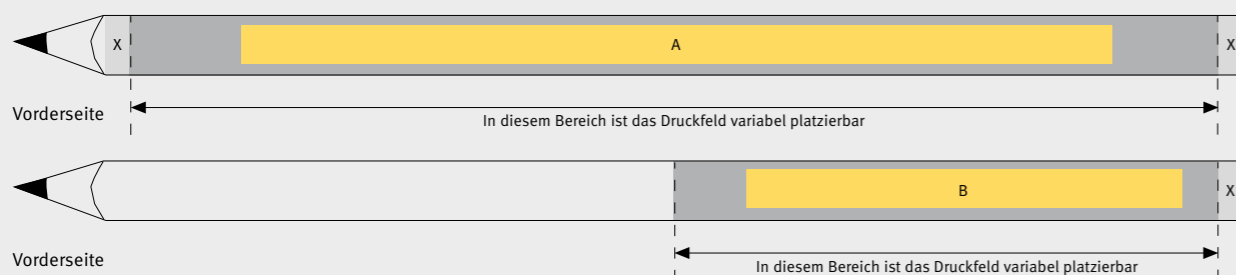 X A X
Vorderseite
In diesem Bereich ist das Druckfeld variabel platzierbar
B X
Vorderseite
In diesem Bereich ist das Druckfeld variabel platzierbar